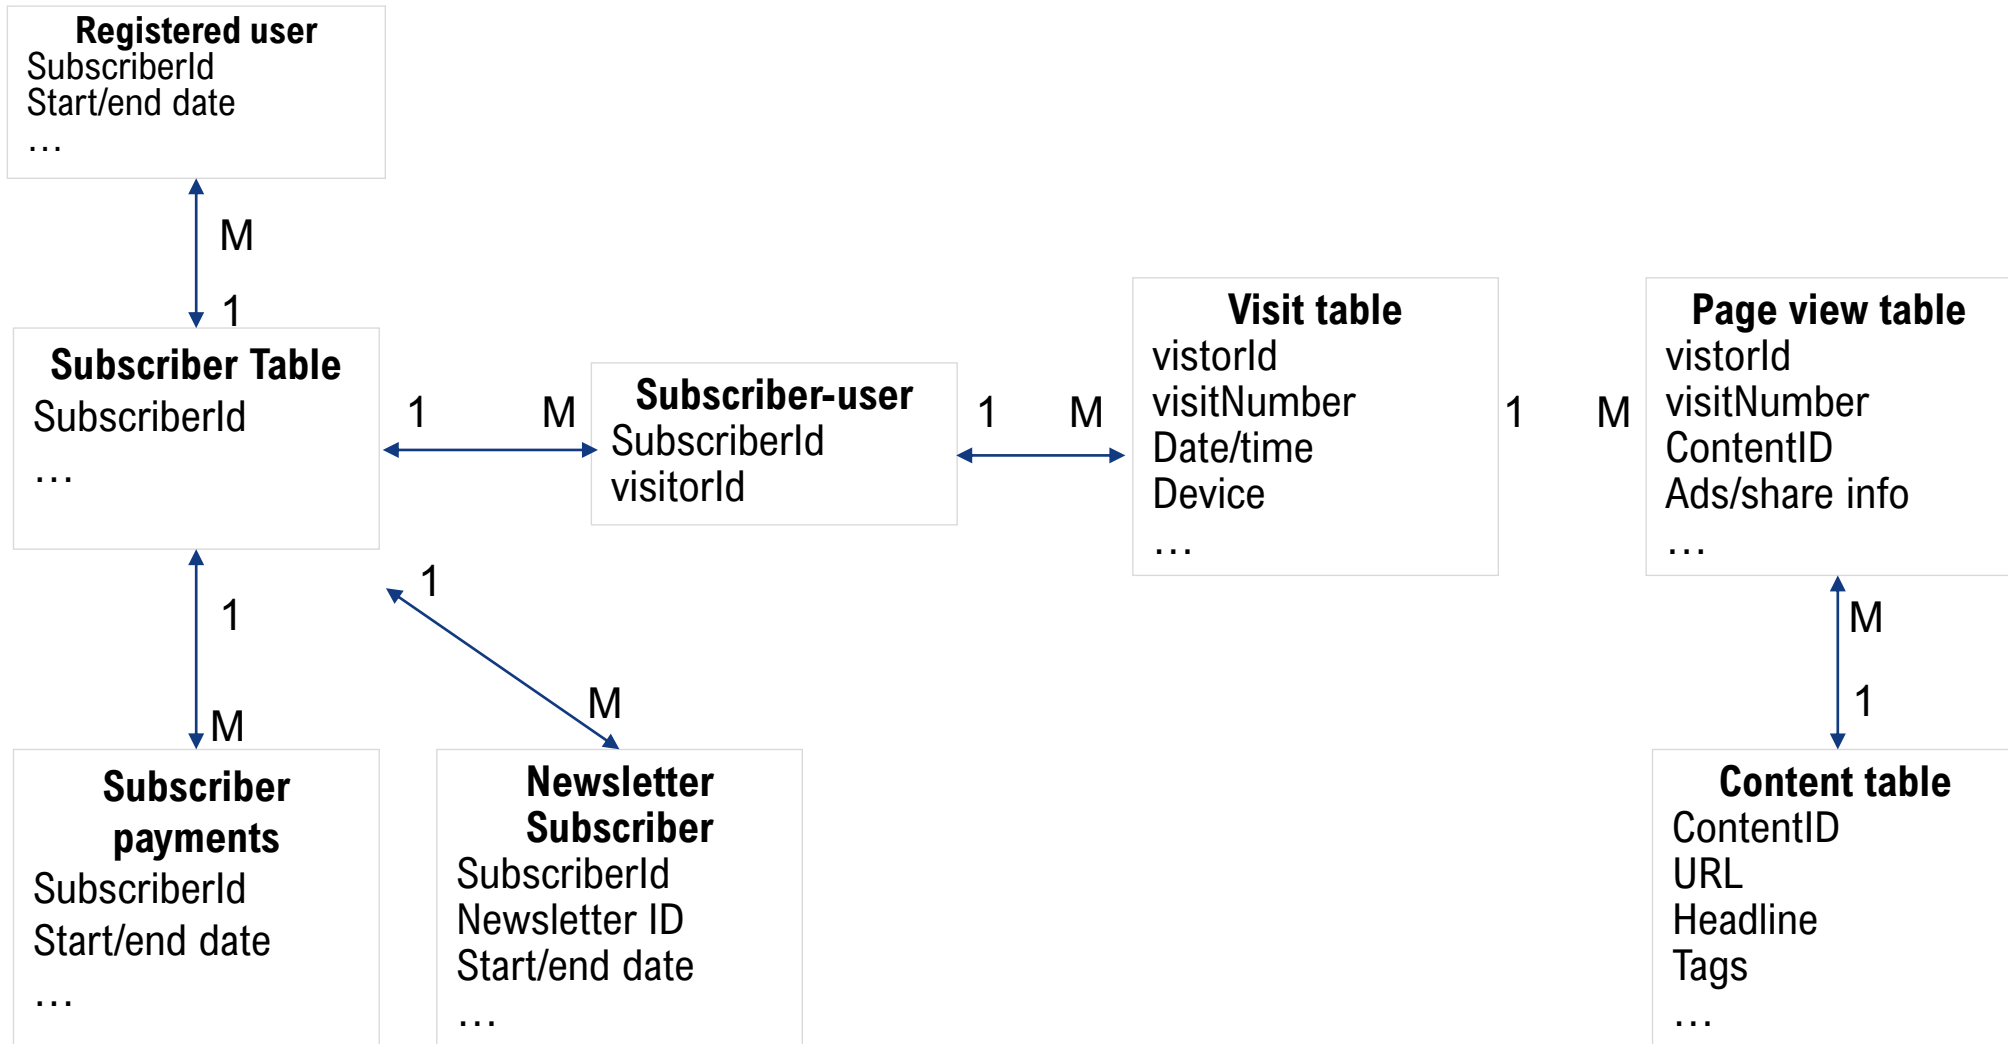 Registered user
SubscriberId
Start/end date
…
M
1
Subscriber Table
SubscriberId
…
1
M
Subscriber-user
SubscriberId
visitorId
1
M
Visit table
vistorId
visitNumber
Date/time
Device
…
1
M
Page view table
vistorId
visitNumber
ContentID
Ads/share info
…
1
M
1
M
M
1
Subscriber
payments
SubscriberId
Start/end date
…
Newsletter
Subscriber
SubscriberId
Newsletter ID
Start/end date
…
Content table
ContentID
URL
Headline
Tags
…